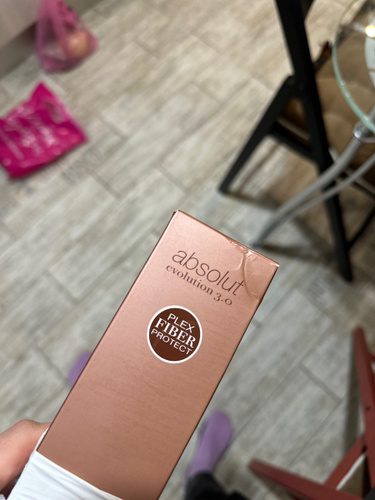 absolut
evolution 3.0
PLEX
FIBER
PROTECT